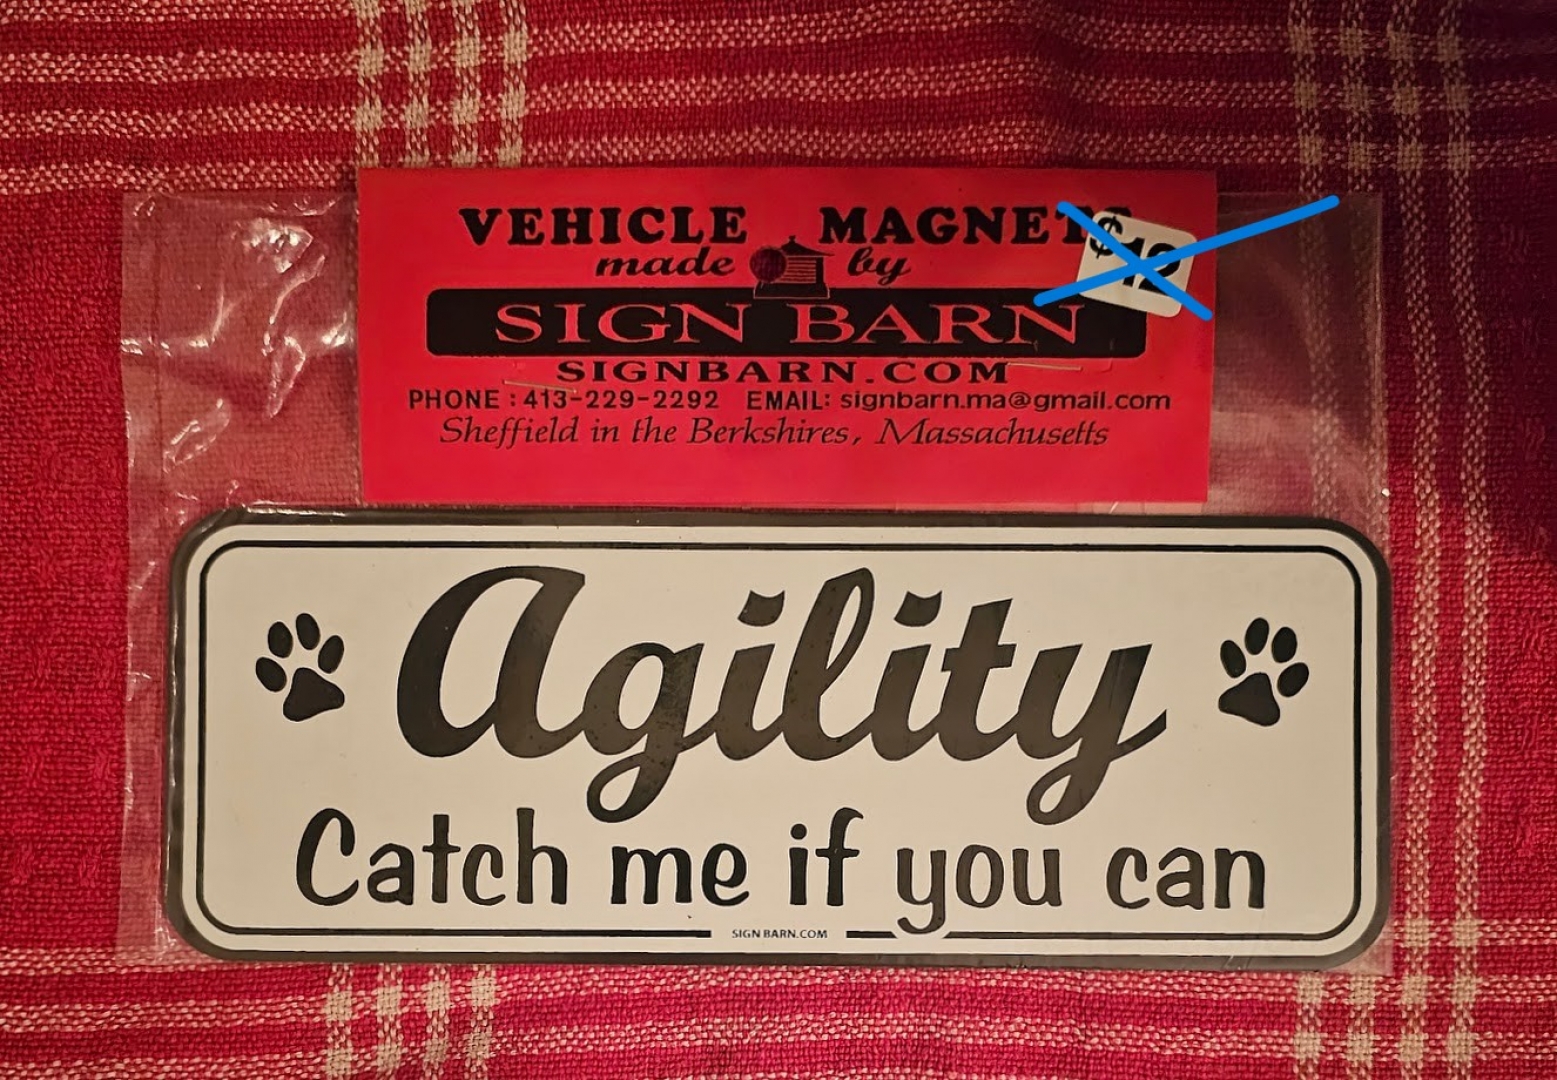 VEHICLE MAGNETS
$12
made by
SIGN BARN
SIGNBARN.COM
PHONE : 413-229-2292 EMAIL: signbarn.ma@gmail.com
Sheffield in the Berkshires, Massachusetts
Agility
Catch me if you can
SIGN BARN.COM